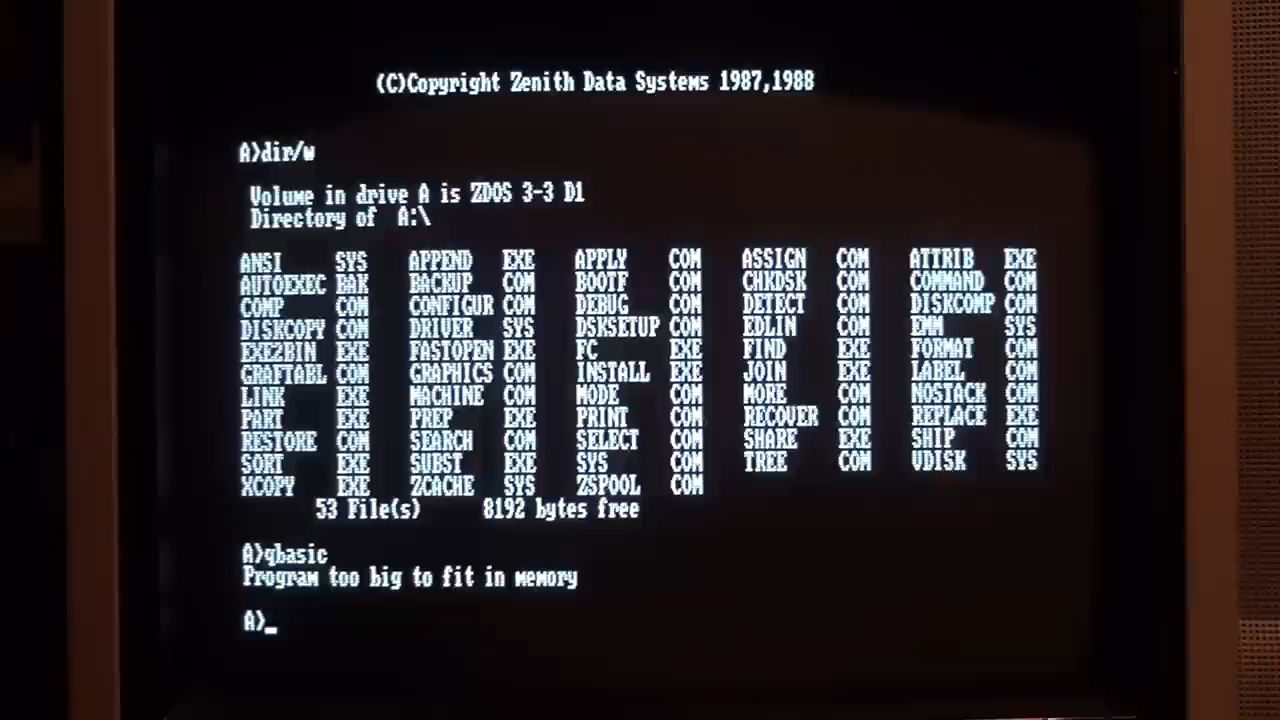 (C)Copyright Zenith Data Systems 1987,1988
A>dir/w
Volume in drive A is ZDOS 3-3 D1
Directory of A:\
ANSI SYS APPEND EXE APPLY COM ASSIGN COM ATTRIB EXE
AUTOEXEC BAK BACKUP COM BOOTF COM CHKDSK COM COMMAND COM
COMP COM CONFIGUR COM DEBUG COM DETECT COM DISKCOMP COM
DISKCOPY COM DRIVER SYS DSKSETUP COM EDLIN COM EMM SYS
EXE2BIN EXE FASTOPEN EXE FC EXE FIND EXE FORMAT COM
GRAFTABL COM GRAPHICS COM INSTALL EXE JOIN EXE LABEL COM
LINK EXE MACHINE COM MODE COM MORE COM NOSTACK COM
PART EXE PREP EXE PRINT COM RECOVER COM REPLACE EXE
RESTORE COM SEARCH COM SELECT COM SHARE EXE SHIP COM
SORT EXE SUBST EXE SYS COM TREE COM VDISK SYS
XCOPY EXE ZCACHE SYS ZSPOOL COM
53 File(s) 8192 bytes free
A>qbasic
Program too big to fit in memory
A>_